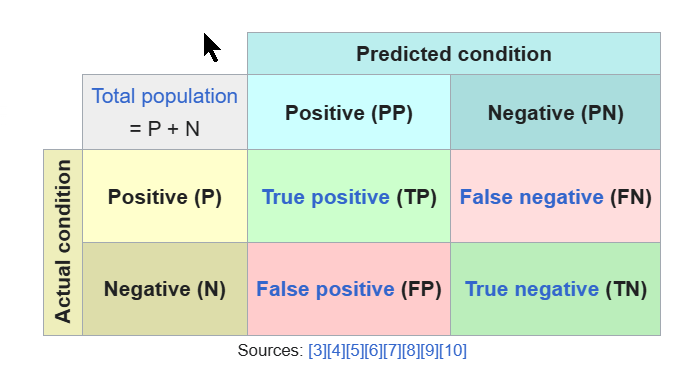 Predicted condition
Total population
= P + N
Positive (PP)
Negative (PN)
Actual condition
Positive (P)
True positive (TP)
False negative (FN)
Negative (N)
False positive (FP)
True negative (TN)
Sources: [3][4][5][6][7][8][9][10]